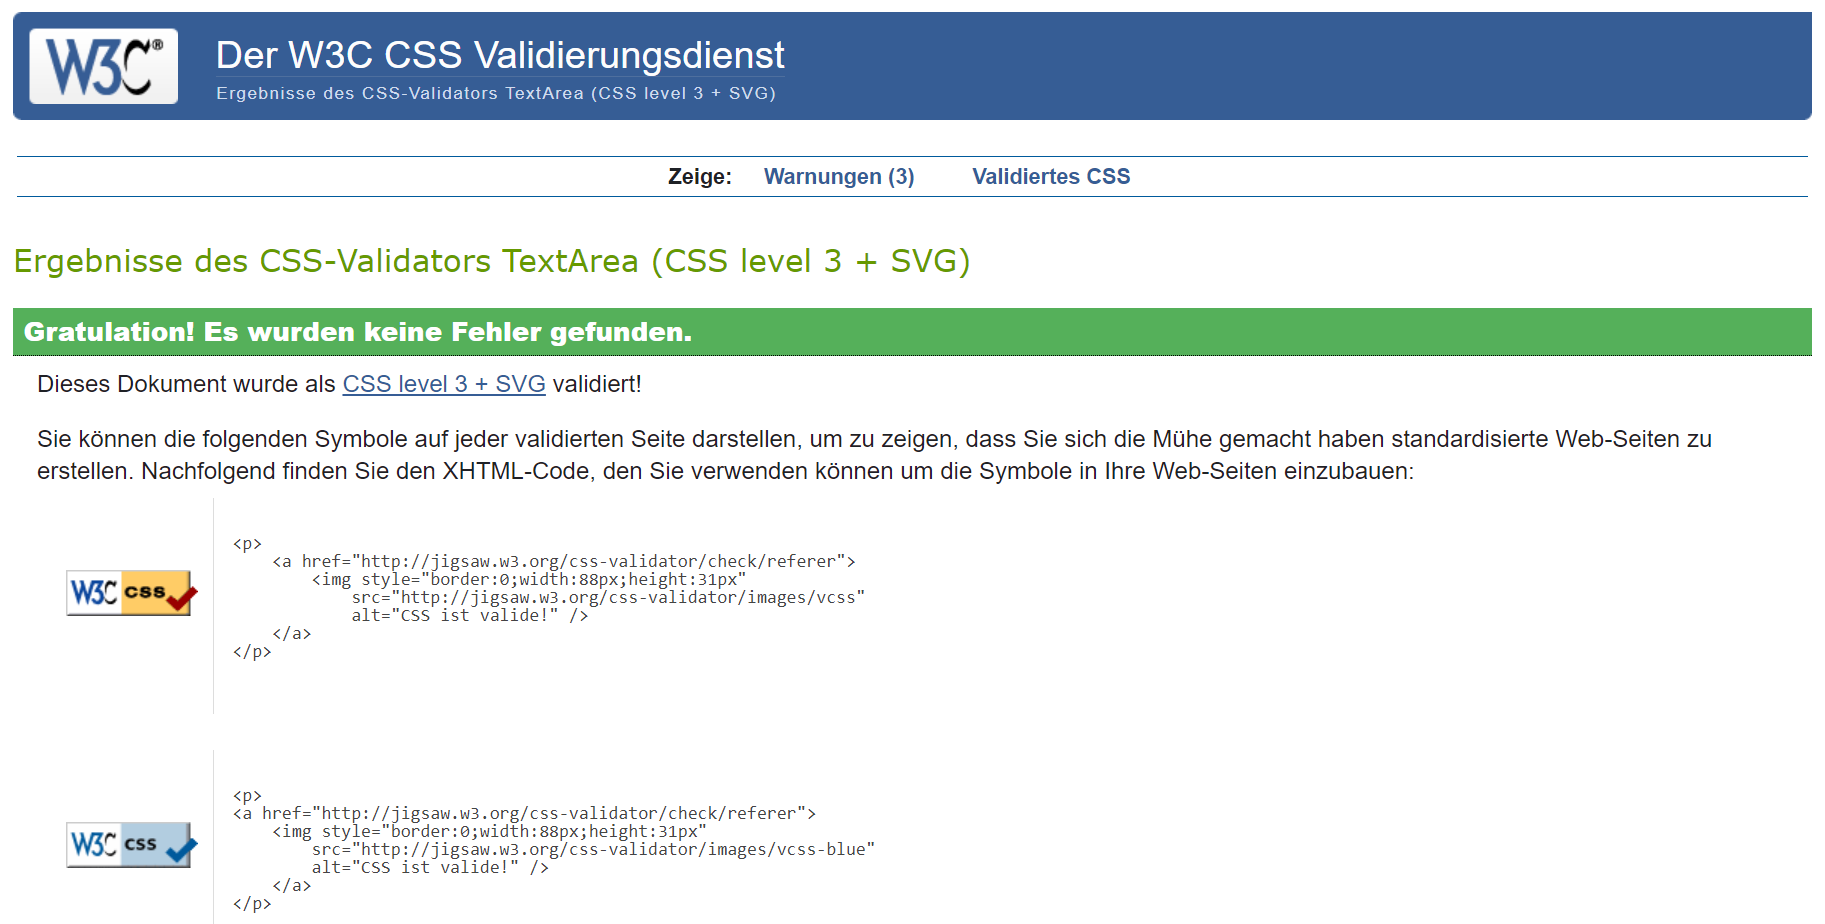 W3C®
Der W3C CSS Validierungsdienst
Ergebnisse des CSS-Validators TextArea (CSS level 3 + SVG)
Zeige: Warnungen (3) Validiertes CSS
Ergebnisse des CSS-Validators TextArea (CSS level 3 + SVG)
Gratulation! Es wurden keine Fehler gefunden.
Dieses Dokument wurde als CSS level 3 + SVG validiert!
Sie können die folgenden Symbole auf jeder validierten Seite darstellen, um zu zeigen, dass Sie sich die Mühe gemacht haben standardisierte Web-Seiten zu
erstellen. Nachfolgend finden Sie den XHTML-Code, den Sie verwenden können um die Symbole in Ihre Web-Seiten einzubauen:
W3C css
<p>
    <a href="http://jigsaw.w3.org/css-validator/check/referer">
        <img style="border:0;width:88px;height:31px"
            src="http://jigsaw.w3.org/css-validator/images/vcss"
            alt="CSS ist valide!" />
    </a>
</p>
W3C css
<p>
<a href="http://jigsaw.w3.org/css-validator/check/referer">
    <img style="border:0;width:88px;height:31px"
        src="http://jigsaw.w3.org/css-validator/images/vcss-blue"
        alt="CSS ist valide!" />
    </a>
</p>